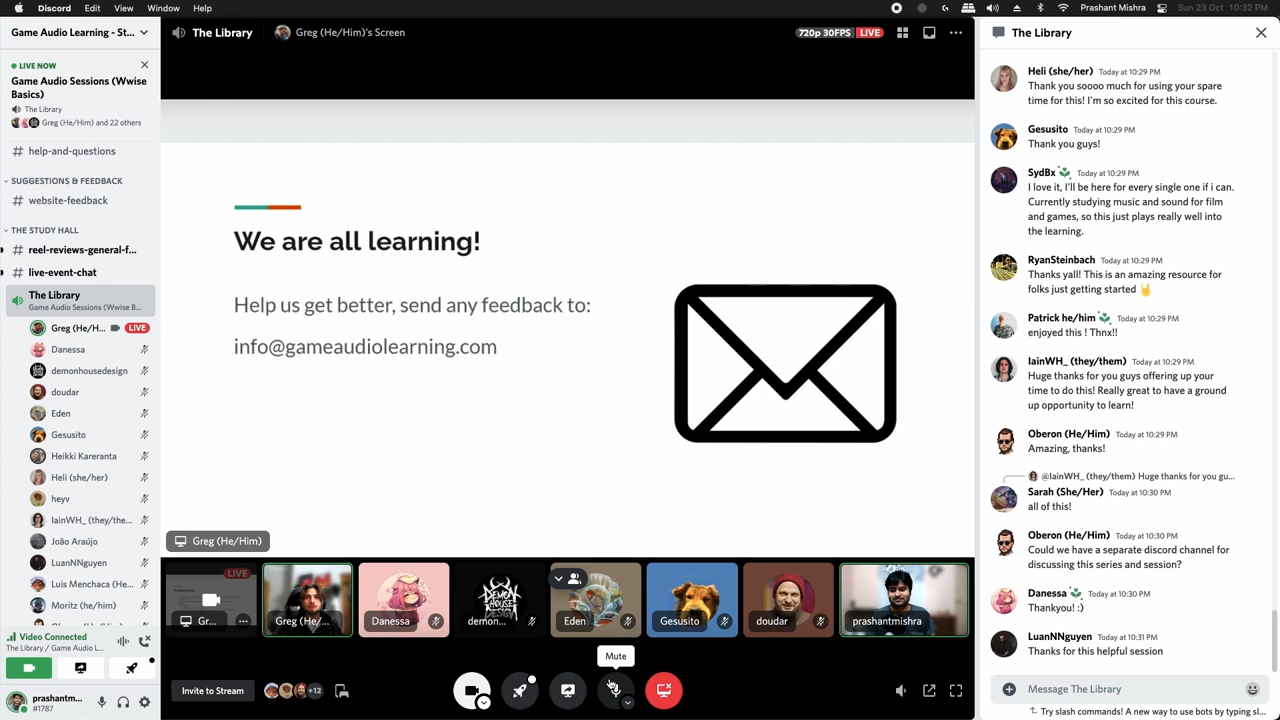 Discord File Edit View Window Help
Prashant Mishra Sun 23 Oct 10:32 PM
Game Audio Learning - St...
LIVE NOW
Game Audio Sessions (Wwise
Basics)
The Library
Greg (He/Him) and 22 others
# help-and-questions
SUGGESTIONS & FEEDBACK
# website-feedback
THE STUDY HALL
# reel-reviews-general-f...
# live-event-chat
The Library
Game Audio Sessions (Wwise B...
Greg (He/H... LIVE
Danessa
demonhousedesign
doudar
Eden
Gesusito
Heikki Kareranta
Heli (she/her)
heyv
IainWH_ (they/the...
João Araújo
LuanNNguyen
Luis Menchaca (He...
Moritz (he/him)
Video Connected
The Library / Game Audio L...
prashantm...
#1787
The Library
Greg (He/Him)'s Screen
720p 30FPS LIVE
We are all learning!
Help us get better, send any feedback to:
info@gameaudiolearning.com
Greg (He/Him)
LIVE
Gr...
Greg (He/...
Danessa
DEMON
HOUSE
DESIGN
demon...
Eden
Gesusito
doudar
prashantmishra
Mute
Invite to Stream
+12
The Library
Heli (she/her) Today at 10:29 PM
Thank you soooo much for using your spare
time for this! I'm so excited for this course.
Gesusito Today at 10:29 PM
Thank you guys!
SydBx Today at 10:29 PM
I love it, I'll be here for every single one if i can.
Currently studying music and sound for film
and games, so this just plays really well into
the learning.
RyanSteinbach Today at 10:29 PM
Thanks yall! This is an amazing resource for
folks just getting started 🤘
Patrick he/him Today at 10:29 PM
enjoyed this ! Thnx!!
IainWH_ (they/them) Today at 10:29 PM
Huge thanks for you guys offering up your
time to do this! Really great to have a ground
up opportunity to learn!
Oberon (He/Him) Today at 10:29 PM
Amazing, thanks!
@IainWH_ (they/them) Huge thanks for you gu...
Sarah (She/Her) Today at 10:30 PM
all of this!
Oberon (He/Him) Today at 10:30 PM
Could we have a separate discord channel for
discussing this series and session?
Danessa Today at 10:30 PM
Thankyou! :)
LuanNNguyen Today at 10:31 PM
Thanks for this helpful session
Message The Library
Try slash commands! A new way to use bots by typing sl...